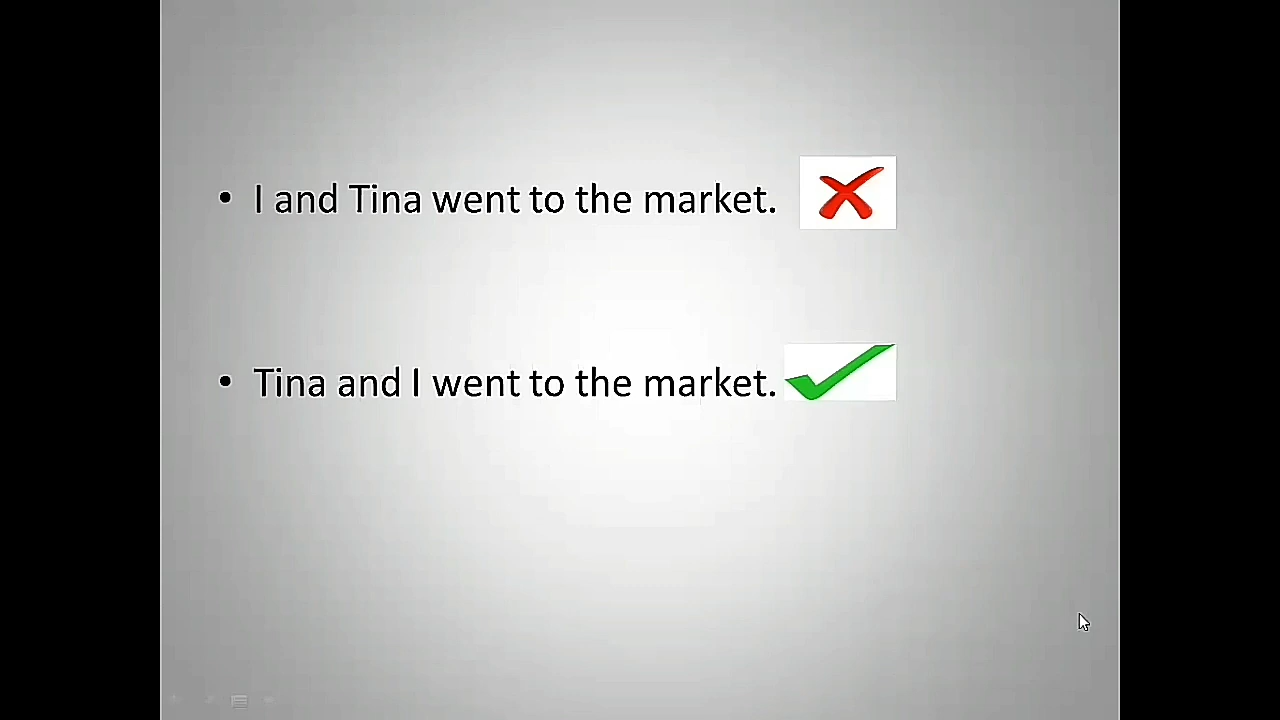 • I and Tina went to the market.
• Tina and I went to the market.